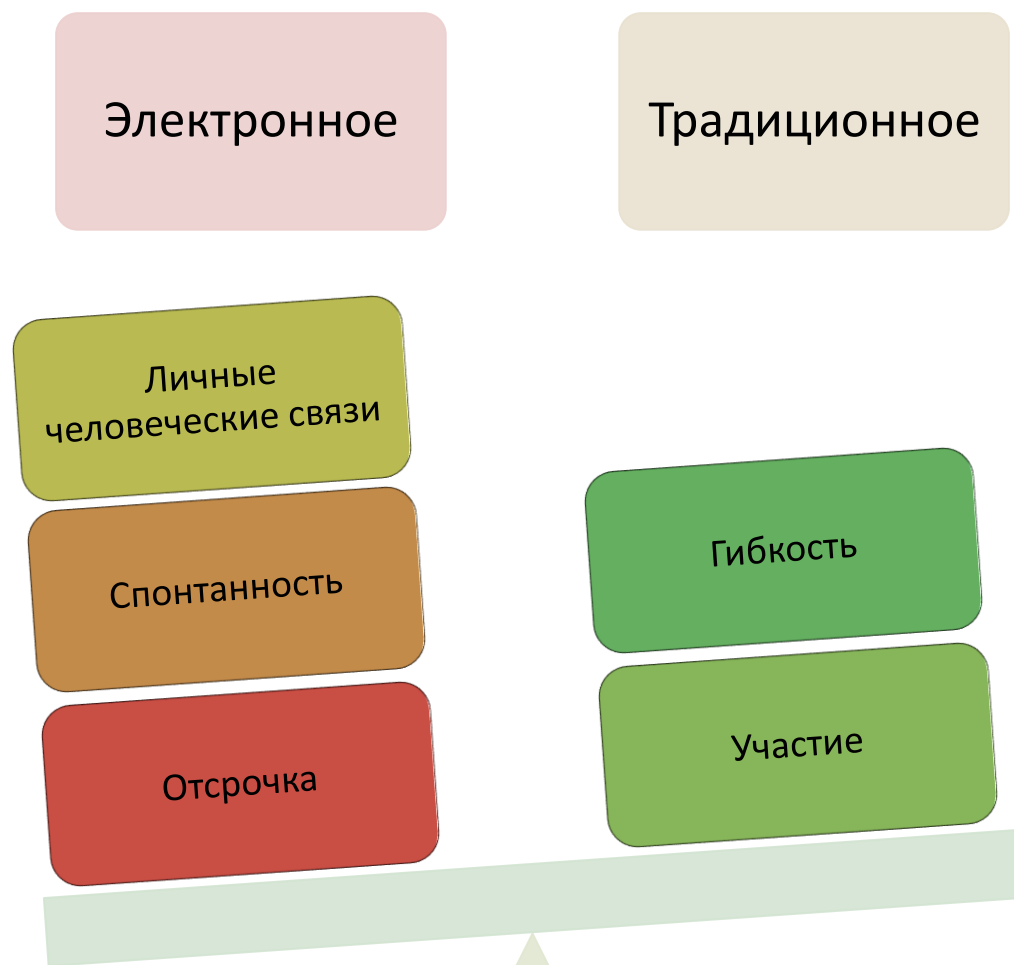 Электронное
Традиционное
Личные
человеческие связи
Спонтанность
Отсрочка
Гибкость
Участие